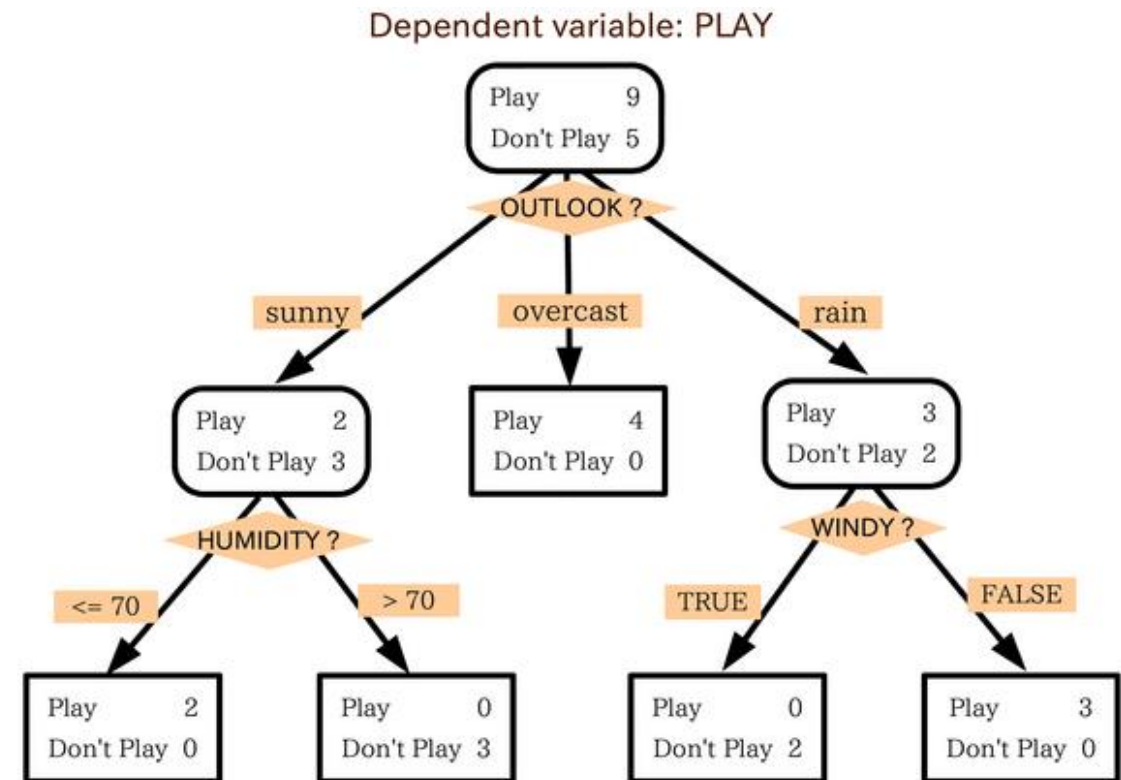 Dependent variable: PLAY
Play 9
Don't Play 5
OUTLOOK ?
sunny
overcast
rain
Play 2
Don't Play 3
Play 4
Don't Play 0
Play 3
Don't Play 2
HUMIDITY ?
WINDY ?
<= 70
> 70
TRUE
FALSE
Play 2
Don't Play 0
Play 0
Don't Play 3
Play 0
Don't Play 2
Play 3
Don't Play 0